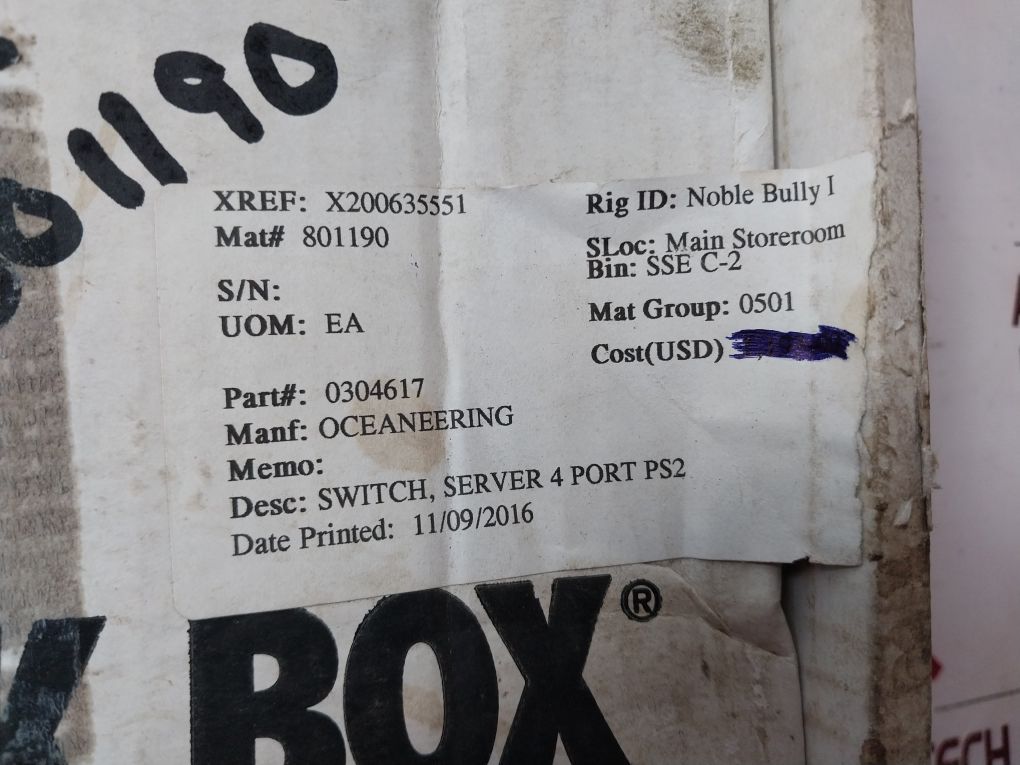 01190
XREF: X200635551
Mat# 801190
S/N:
UOM: EA
Part#: 0304617
Manf: OCEANEERING
Memo:
Desc: SWITCH, SERVER 4 PORT PS2
Date Printed: 11/09/2016
Rig ID: Noble Bully I
SLoc: Main Storeroom
Bin: SSE C-2
Mat Group: 0501
Cost(USD)
K BOX®
ECH